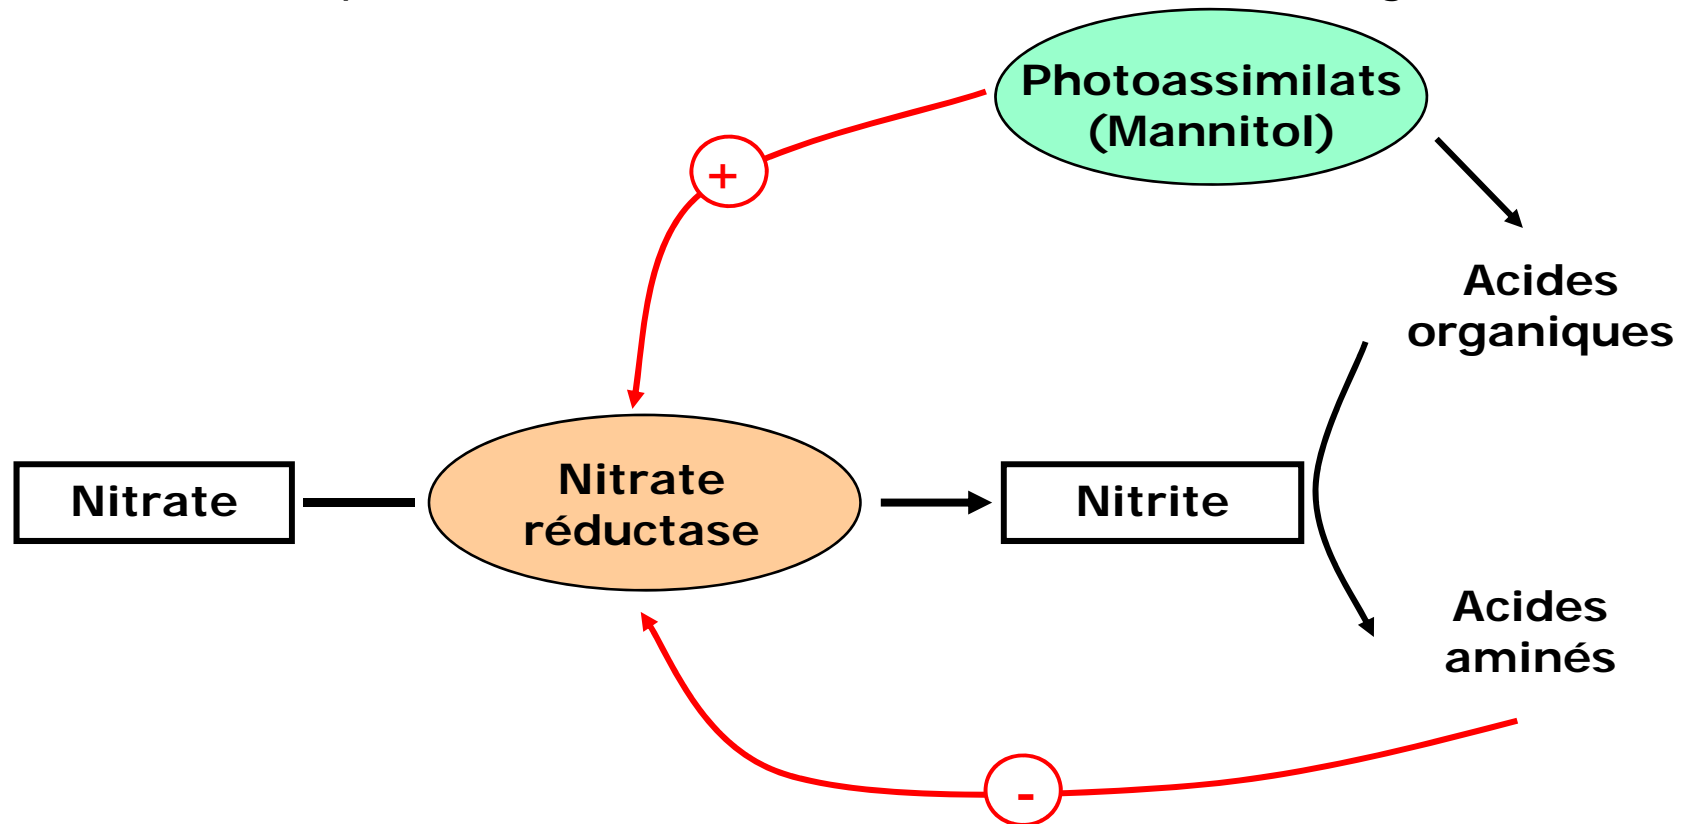 Photoassimilats
(Mannitol)
+
Acides
organiques
Nitrate
Nitrate
réductase
Nitrite
Acides
aminés
-